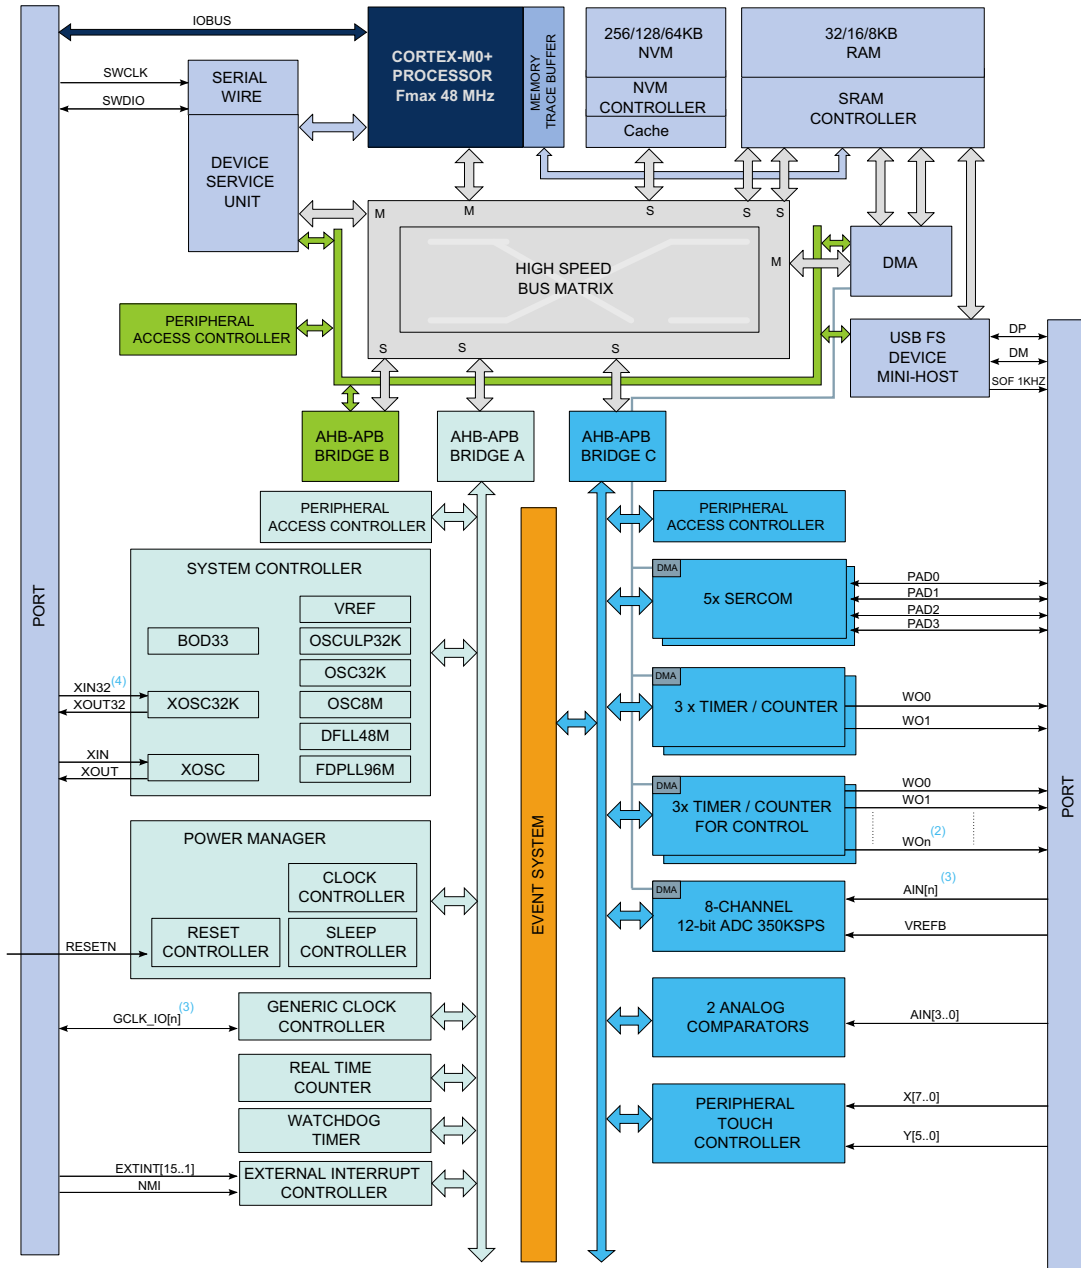 IOBUS
SWCLK
SWDIO
SERIAL
WIRE
DEVICE
SERVICE
UNIT
CORTEX-M0+
PROCESSOR
Fmax 48 MHz
MEMORY
TRACE BUFFER
256/128/64KB
NVM
NVM
CONTROLLER
Cache
32/16/8KB
RAM
SRAM
CONTROLLER
M
M
S
S
S
M
HIGH SPEED
BUS MATRIX
S
S
S
DMA
PERIPHERAL
ACCESS CONTROLLER
USB FS
DEVICE
MINI-HOST
DP
DM
SOF 1KHZ
AHB-APB
BRIDGE B
AHB-APB
BRIDGE A
AHB-APB
BRIDGE C
PERIPHERAL
ACCESS CONTROLLER
PERIPHERAL
ACCESS CONTROLLER
PORT
SYSTEM CONTROLLER
VREF
BOD33
OSCULP32K
OSC32K
XIN32(4)
XOUT32
XOSC32K
OSC8M
DFLL48M
XIN
XOUT
XOSC
FDPLL96M
POWER MANAGER
CLOCK
CONTROLLER
RESETN
RESET
CONTROLLER
SLEEP
CONTROLLER
GCLK_IO[n](3)
GENERIC CLOCK
CONTROLLER
REAL TIME
COUNTER
WATCHDOG
TIMER
EXTINT[15..1]
NMI
EXTERNAL INTERRUPT
CONTROLLER
EVENT SYSTEM
DMA
5x SERCOM
PAD0
PAD1
PAD2
PAD3
DMA
3 x TIMER / COUNTER
WO0
WO1
DMA
3x TIMER / COUNTER
FOR CONTROL
WO0
WO1
WOn(2)
DMA
8-CHANNEL
12-bit ADC 350KSPS
AIN[n](3)
VREFB
2 ANALOG
COMPARATORS
AIN[3..0]
PERIPHERAL
TOUCH
CONTROLLER
X[7..0]
Y[5..0]
PORT